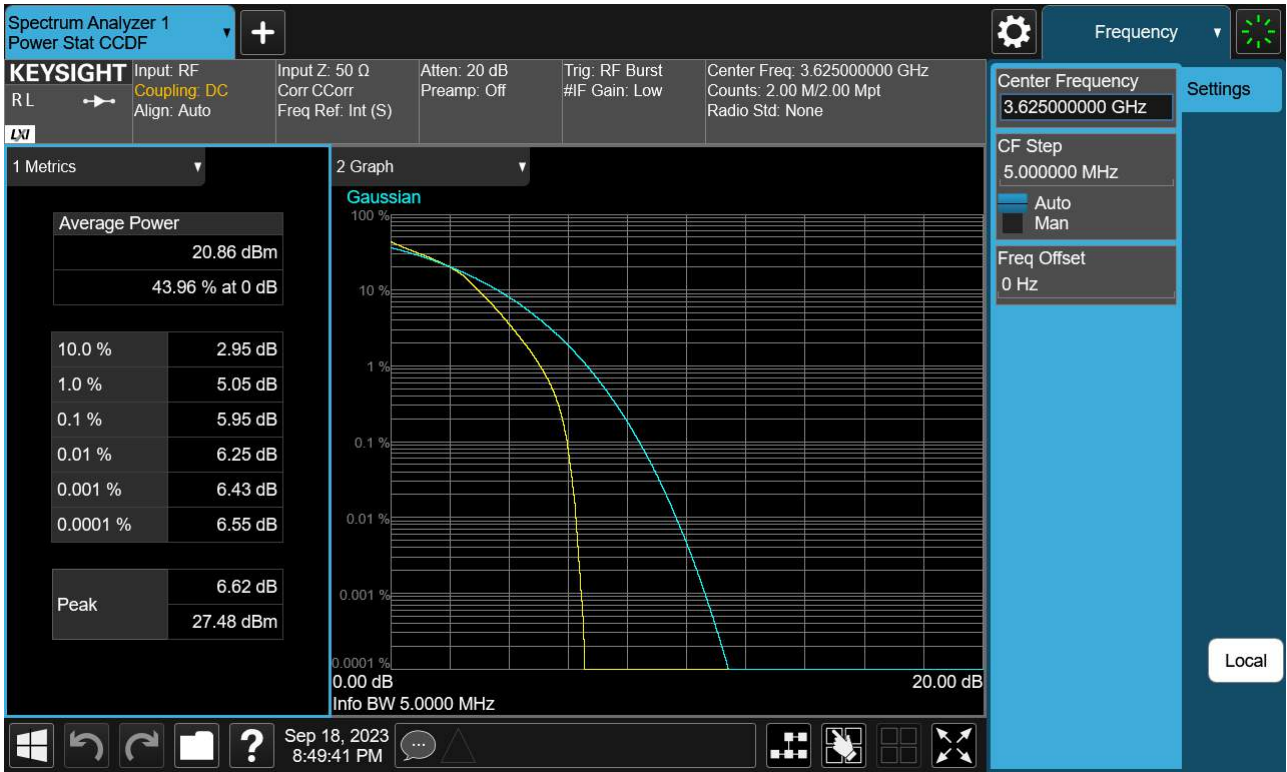 Spectrum Analyzer 1
Power Stat CCDF
+
Frequency
KEYSIGHT
RL
LXI
Input: RF
Coupling: DC
Align: Auto
Input Z: 50 Ω
Corr CCorr
Freq Ref: Int (S)
Atten: 20 dB
Preamp: Off
Trig: RF Burst
#IF Gain: Low
Center Freq: 3.625000000 GHz
Counts: 2.00 M/2.00 Mpt
Radio Std: None
Center Frequency
3.625000000 GHz
Settings
CF Step
5.000000 MHz
Auto
Man
Freq Offset
0 Hz
1 Metrics
Average Power
20.86 dBm
43.96 % at 0 dB
10.0 % 2.95 dB
1.0 % 5.05 dB
0.1 % 5.95 dB
0.01 % 6.25 dB
0.001 % 6.43 dB
0.0001 % 6.55 dB
Peak
6.62 dB
27.48 dBm
2 Graph
Gaussian
100 %
10 %
1 %
0.1 %
0.01 %
0.001 %
0.0001 %
0.00 dB 20.00 dB
Info BW 5.0000 MHz
Local
?
Sep 18, 2023
8:49:41 PM